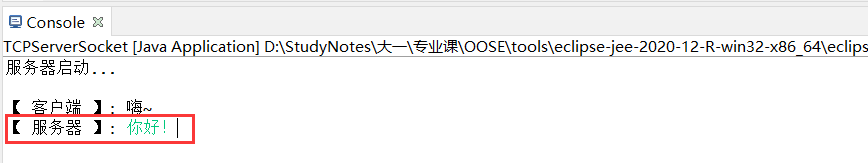 Console
TCPServerSocket [Java Application] D:\StudyNotes\大一\专业课\OOSE\tools\eclipse-jee-2020-12-R-win32-x86_64\eclips
服务器启动...
【 客户端 】: 嗨~
【 服务器 】: 你好!